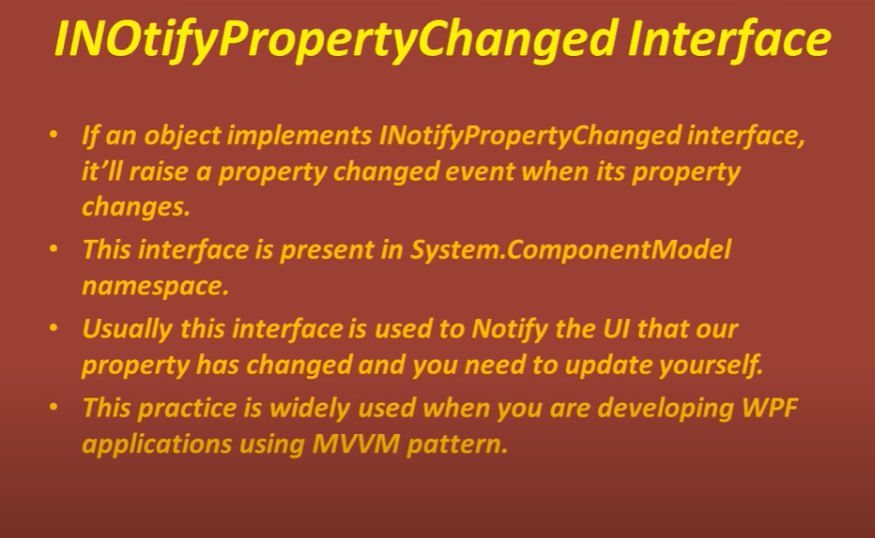 INOtifyPropertyChanged Interface
• If an object implements INotifyPropertyChanged interface,
it'll raise a property changed event when its property
changes.
• This interface is present in System.ComponentModel
namespace.
• Usually this interface is used to Notify the UI that our
property has changed and you need to update yourself.
• This practice is widely used when you are developing WPF
applications using MVVM pattern.